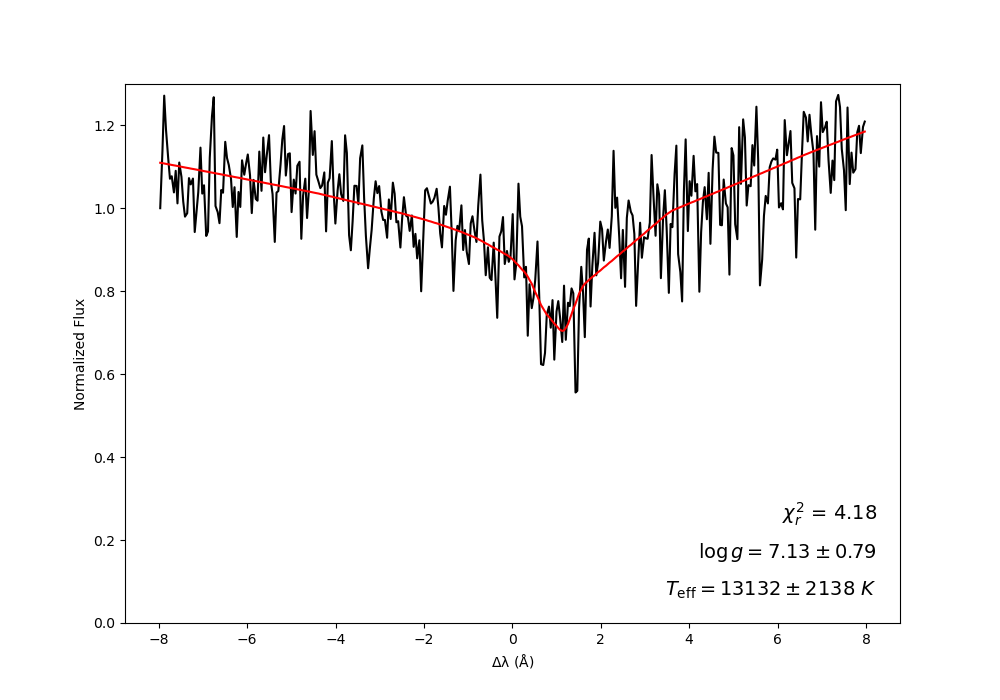 Normalized Flux
1.2
1.0
0.8
0.6
0.4
0.2
0.0
χ²ᵣ = 4.18
log g = 7.13 ± 0.79
T_eff = 13132 ± 2138 K
−8 −6 −4 −2 0 2 4 6 8
Δλ (Å)